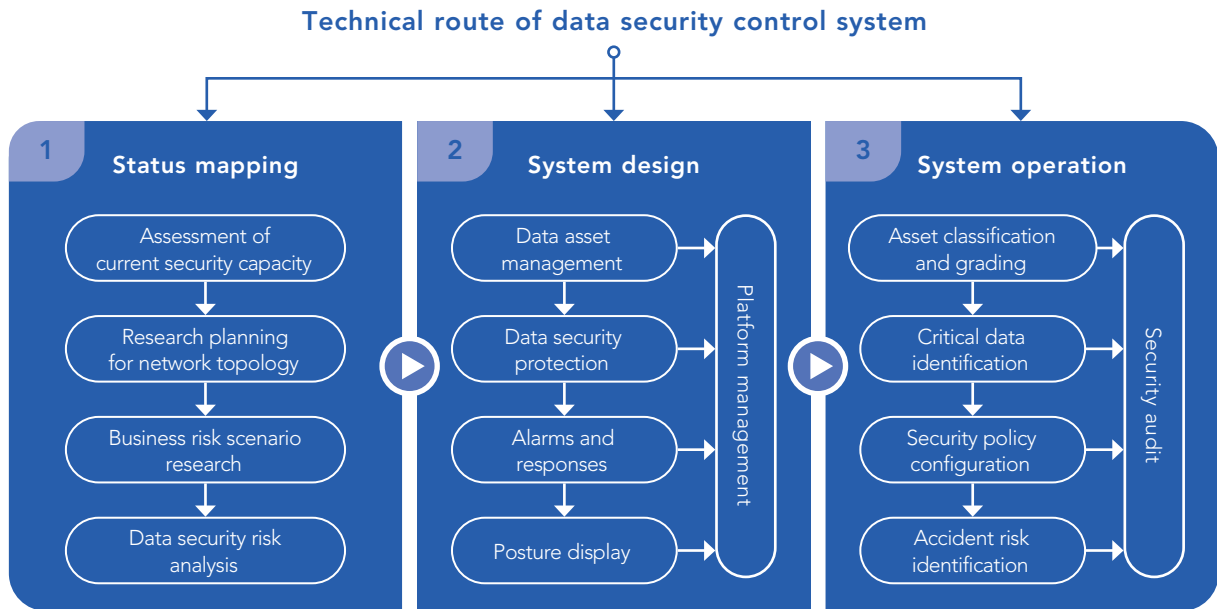 Technical route of data security control system
1
Status mapping
Assessment of
current security capacity
Research planning
for network topology
Business risk scenario
research
Data security risk
analysis
2
System design
Data asset
management
Data security
protection
Alarms and
responses
Posture display
Platform management
3
System operation
Asset classification
and grading
Critical data
identification
Security policy
configuration
Accident risk
identification
Security audit